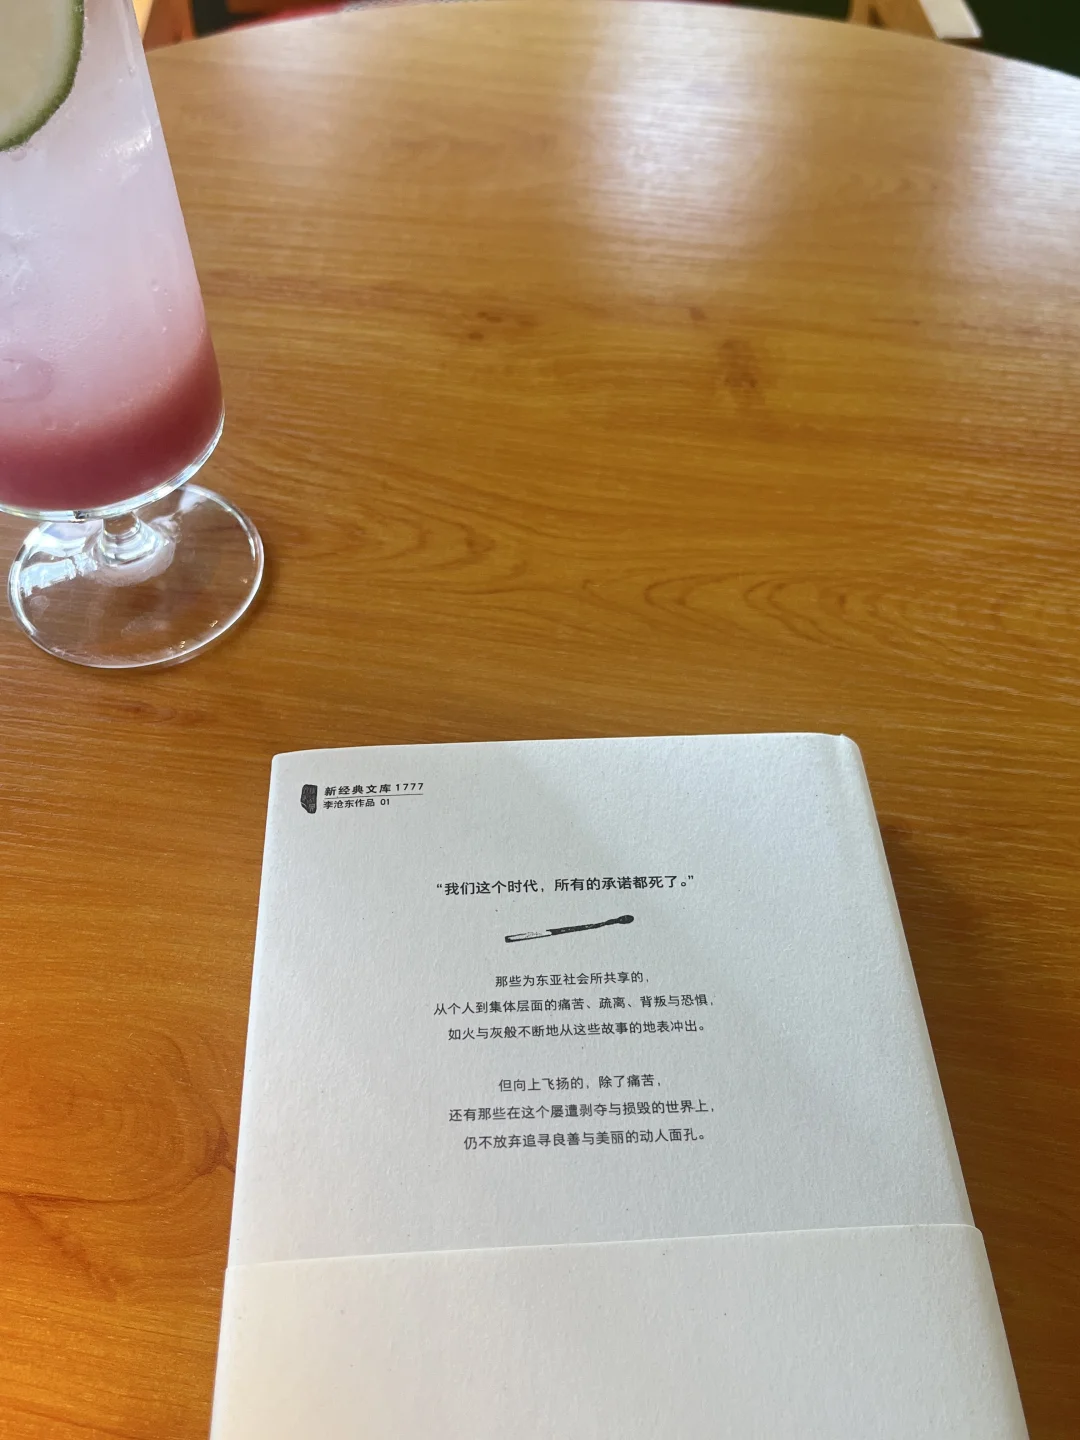 新经典文库1777
李沧东作品 01
“我们这个时代，所有的承诺都死了。”
那些为东亚社会所共享的，
从个人到集体层面的痛苦、疏离、背叛与恐惧，
如火与灰般不断地从这些故事的地表冲出。
但向上飞扬的，除了痛苦，
还有那些在这个屡遭剥夺与损毁的世界上，
仍不放弃追寻良善与美丽的动人面孔。